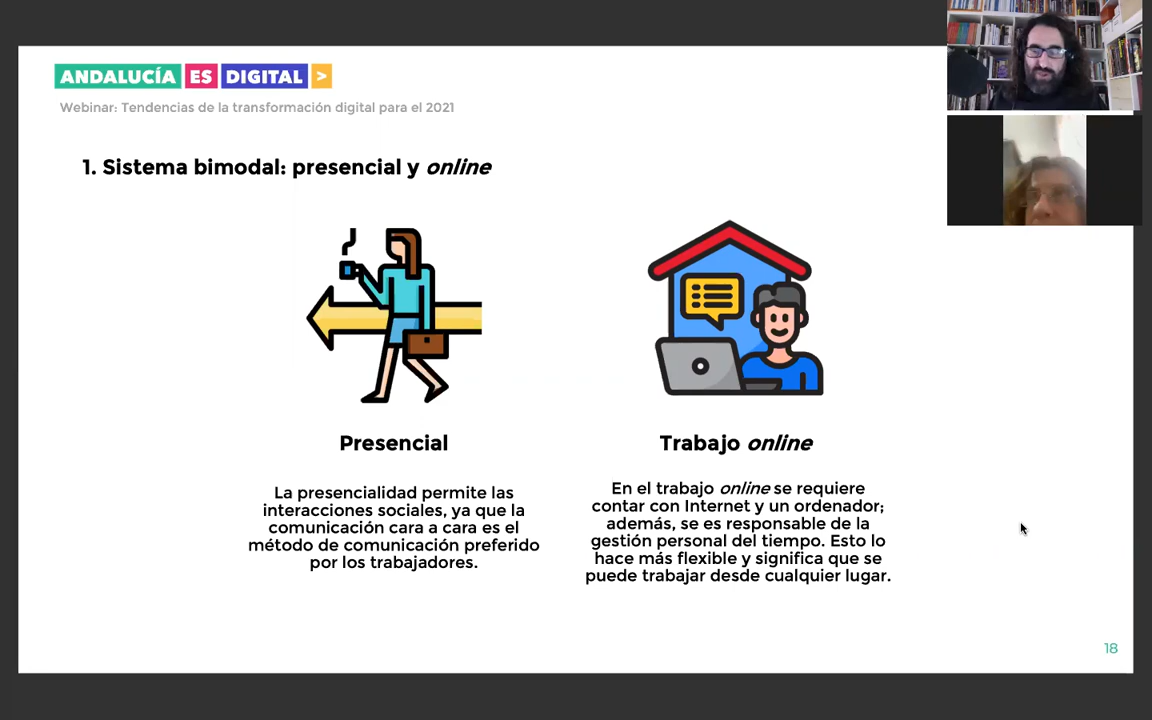 ANDALUCÍA ES DIGITAL >
Webinar: Tendencias de la transformación digital para el 2021
1. Sistema bimodal: presencial y online
Presencial
La presencialidad permite las
interacciones sociales, ya que la
comunicación cara a cara es el
método de comunicación preferido
por los trabajadores.
Trabajo online
En el trabajo online se requiere
contar con Internet y un ordenador;
además, se es responsable de la
gestión personal del tiempo. Esto lo
hace más flexible y significa que se
puede trabajar desde cualquier lugar.
18